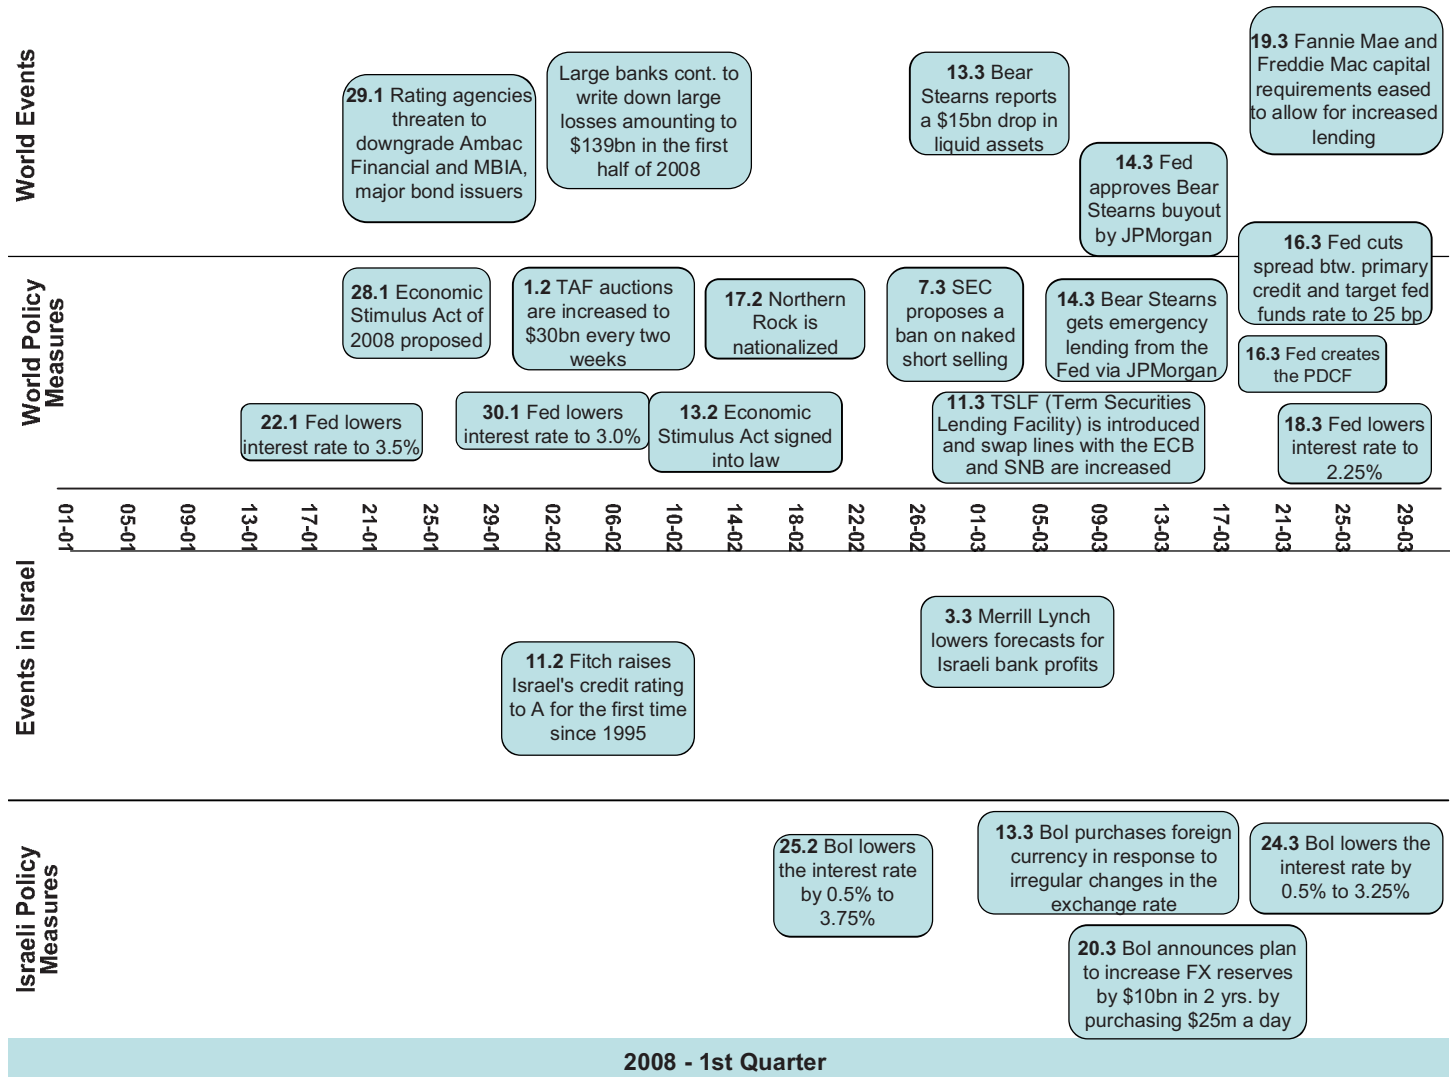 World Events
29.1 Rating agencies
threaten to
downgrade Ambac
Financial and MBIA,
major bond issuers
Large banks cont. to
write down large
losses amounting to
$139bn in the first
half of 2008
13.3 Bear
Stearns reports
a $15bn drop in
liquid assets
14.3 Fed
approves Bear
Stearns buyout
by JPMorgan
19.3 Fannie Mae and
Freddie Mac capital
requirements eased
to allow for increased
lending
World Policy
Measures
28.1 Economic
Stimulus Act of
2008 proposed
1.2 TAF auctions
are increased to
$30bn every two
weeks
17.2 Northern
Rock is
nationalized
7.3 SEC
proposes a
ban on naked
short selling
14.3 Bear Stearns
gets emergency
lending from the
Fed via JPMorgan
16.3 Fed cuts
spread btw. primary
credit and target fed
funds rate to 25 bp
16.3 Fed creates
the PDCF
22.1 Fed lowers
interest rate to 3.5%
30.1 Fed lowers
interest rate to 3.0%
13.2 Economic
Stimulus Act signed
into law
11.3 TSLF (Term Securities
Lending Facility) is introduced
and swap lines with the ECB
and SNB are increased
18.3 Fed lowers
interest rate to
2.25%
01-01
05-01
09-01
13-01
17-01
21-01
25-01
29-01
02-02
06-02
10-02
14-02
18-02
22-02
26-02
01-03
05-03
09-03
13-03
17-03
21-03
25-03
29-03
Events in Israel
11.2 Fitch raises
Israel's credit rating
to A for the first time
since 1995
3.3 Merrill Lynch
lowers forecasts for
Israeli bank profits
Israeli Policy
Measures
25.2 BoI lowers
the interest rate
by 0.5% to
3.75%
13.3 BoI purchases foreign
currency in response to
irregular changes in the
exchange rate
24.3 BoI lowers the
interest rate by
0.5% to 3.25%
20.3 BoI announces plan
to increase FX reserves
by $10bn in 2 yrs. by
purchasing $25m a day
2008 - 1st Quarter